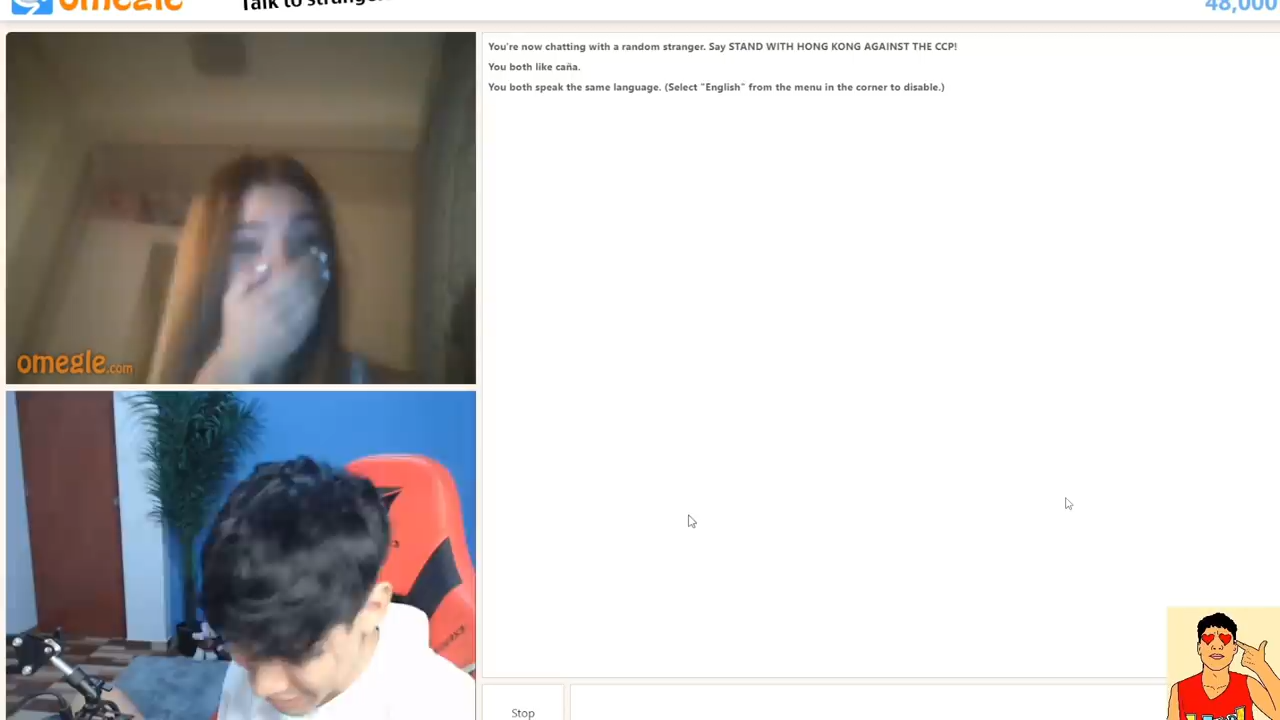 omegle
Talk to strangers
48,000
You're now chatting with a random stranger. Say STAND WITH HONG KONG AGAINST THE CCP!
You both like caña.
You both speak the same language. (Select "English" from the menu in the corner to disable.)
omegle.com
Stop